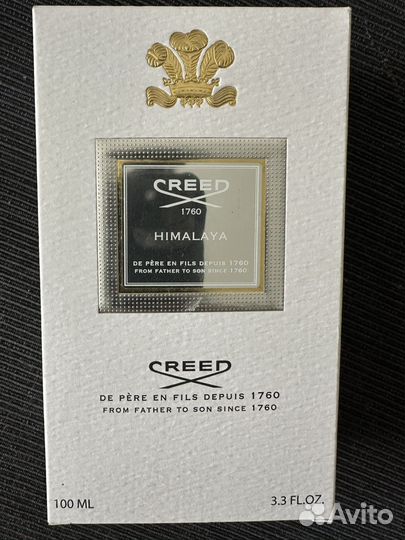 CREED
1760
HIMALAYA
DE PÈRE EN FILS DEPUIS 1760
FROM FATHER TO SON SINCE 1760
CREED
DE PÈRE EN FILS DEPUIS 1760
FROM FATHER TO SON SINCE 1760
100 ML 3.3 FL.OZ.
Avito